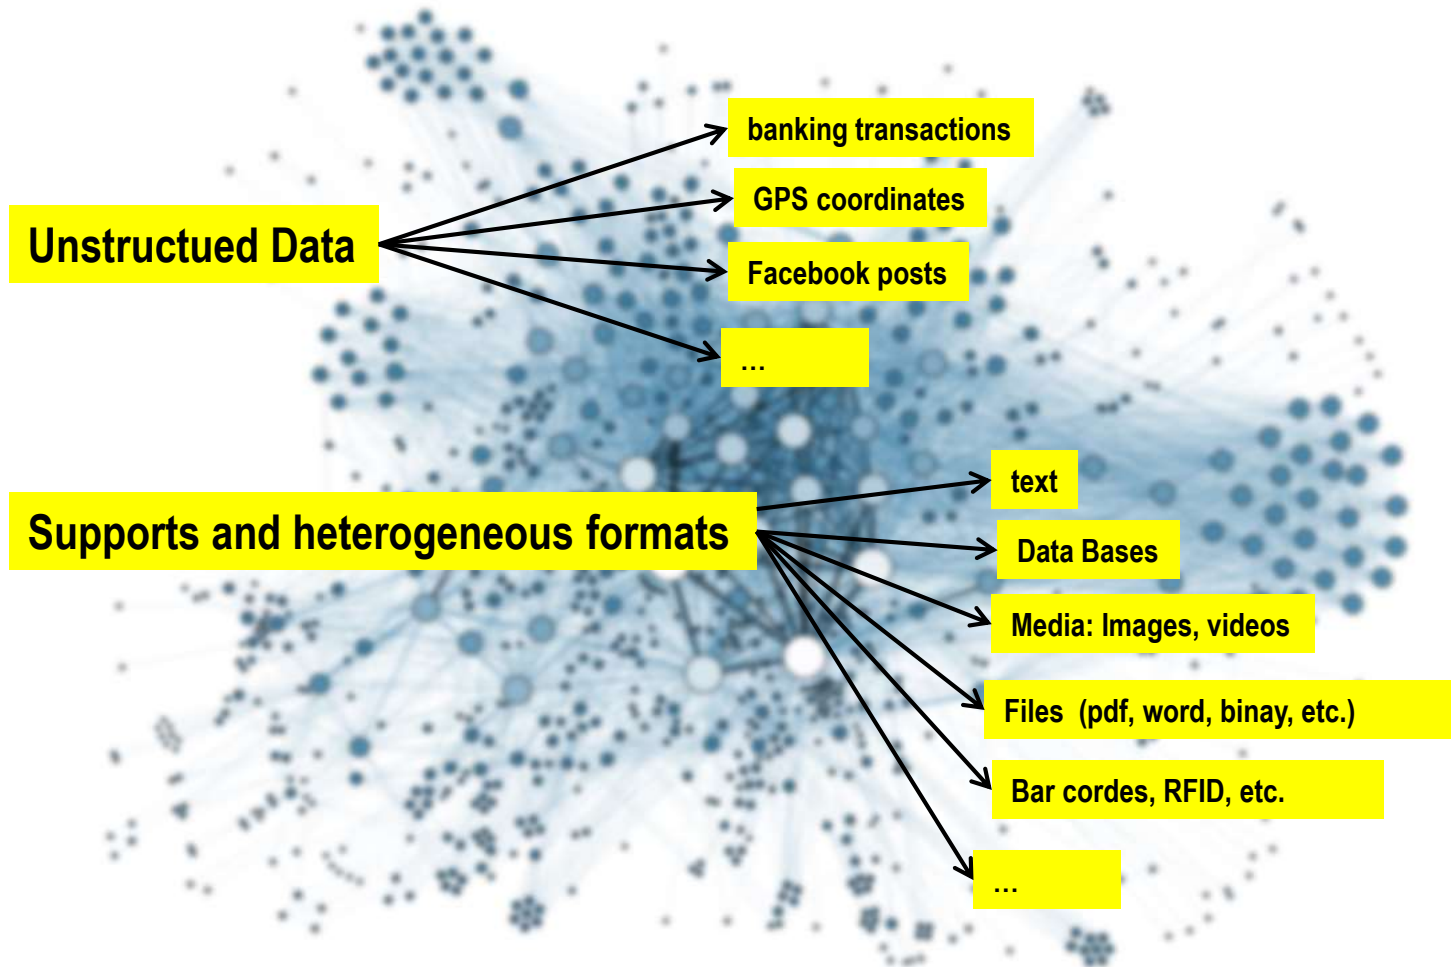 banking transactions
GPS coordinates
Unstructued Data
Facebook posts
...
text
Supports and heterogeneous formats
Data Bases
Media: Images, videos
Files  (pdf, word, binay, etc.)
Bar cordes, RFID, etc.
...